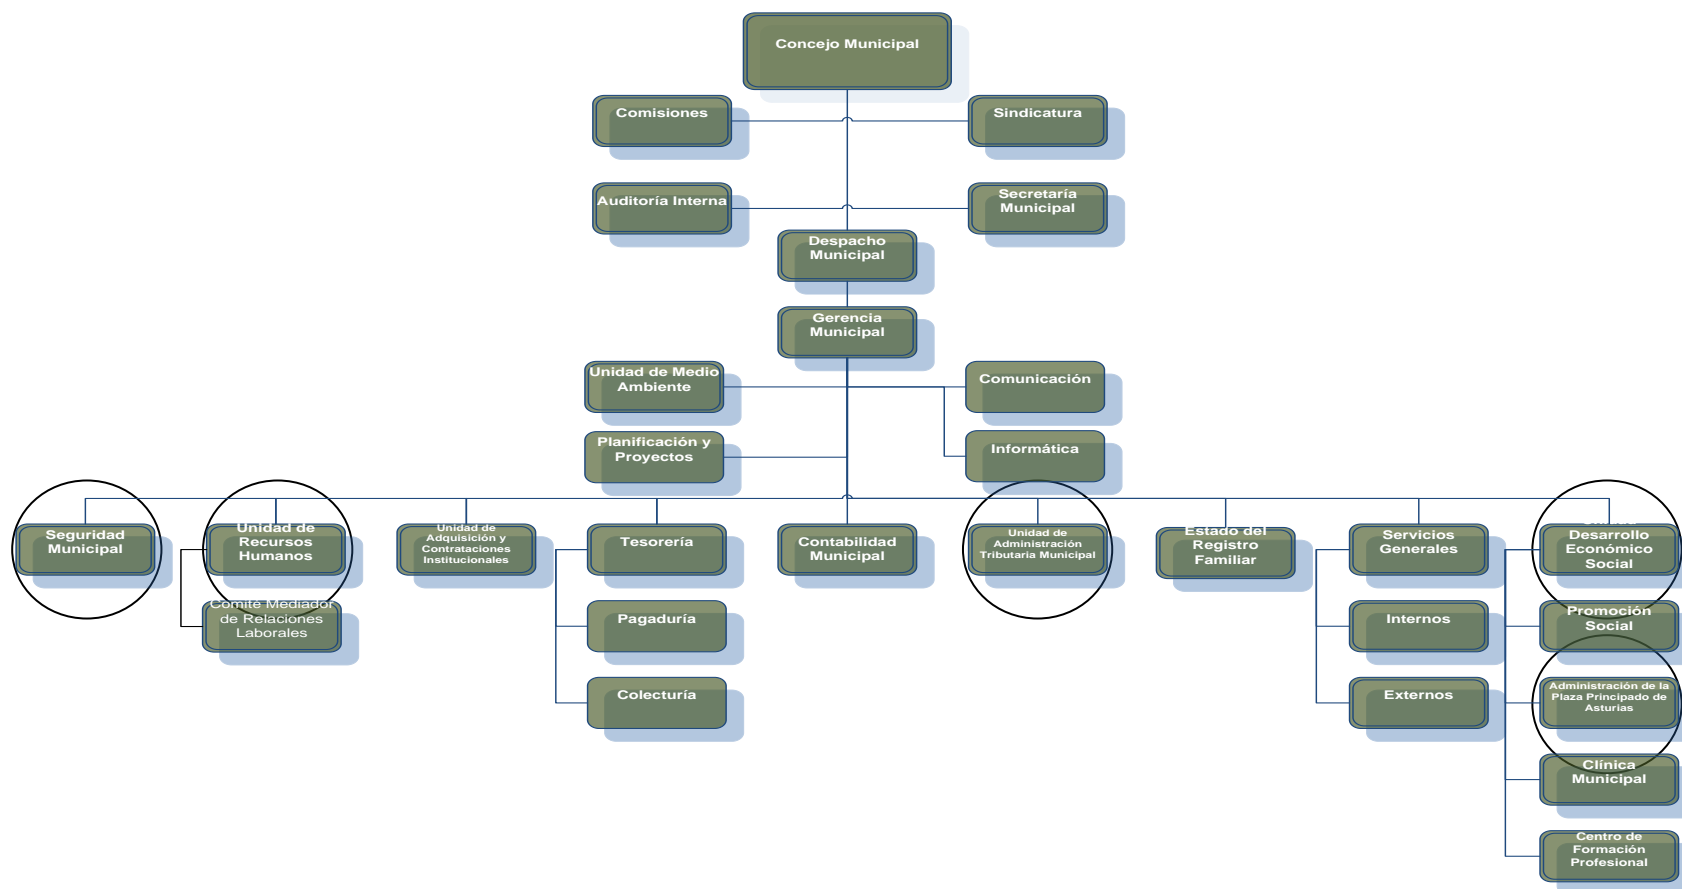 Concejo Municipal
Comisiones
Sindicatura
Auditoría Interna
Secretaría
Municipal
Despacho
Municipal
Gerencia
Municipal
Unidad de Medio
Ambiente
Comunicación
Planificación y
Proyectos
Informática
Seguridad
Municipal
Unidad de
Recursos
Humanos
Unidad de
Adquisición y
Contrataciones
Institucionales
Tesorería
Contabilidad
Municipal
Unidad de
Administración
Tributaria Municipal
Estado del
Registro
Familiar
Servicios
Generales
Desarrollo
Económico
Social
Comité Mediador
de Relaciones
Laborales
Pagaduría
Internos
Promoción
Social
Colecturía
Externos
Administración de la
Plaza Principado de
Asturias
Clínica
Municipal
Centro de
Formación
Profesional